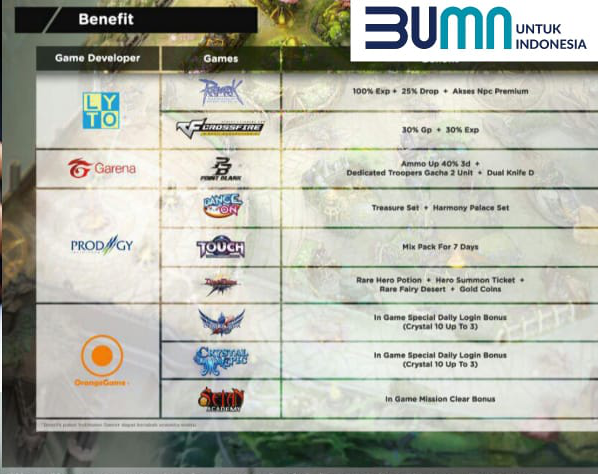 Benefit
BUMN UNTUK INDONESIA
Game Developer Games
LYTO
100% Exp + 25% Drop + Akses Npc Premium
CROSSFIRE
30% Gp + 30% Exp
Garena
POINT BLANK
Ammo Up 40% 3d +
Dedicated Troopers Gacha 2 Unit + Dual Knife D
DANCE ON
Treasure Set + Harmony Palace Set
PRODIGY
TOUCH
Mix Pack For 7 Days
Rare Hero Potion + Hero Summon Ticket +
Rare Fairy Desert + Gold Coins
In Game Special Daily Login Bonus
(Crystal 10 Up To 3)
OrangeGame
CRYSTAL
In Game Special Daily Login Bonus
(Crystal 10 Up To 3)
ACADEMY
In Game Mission Clear Bonus